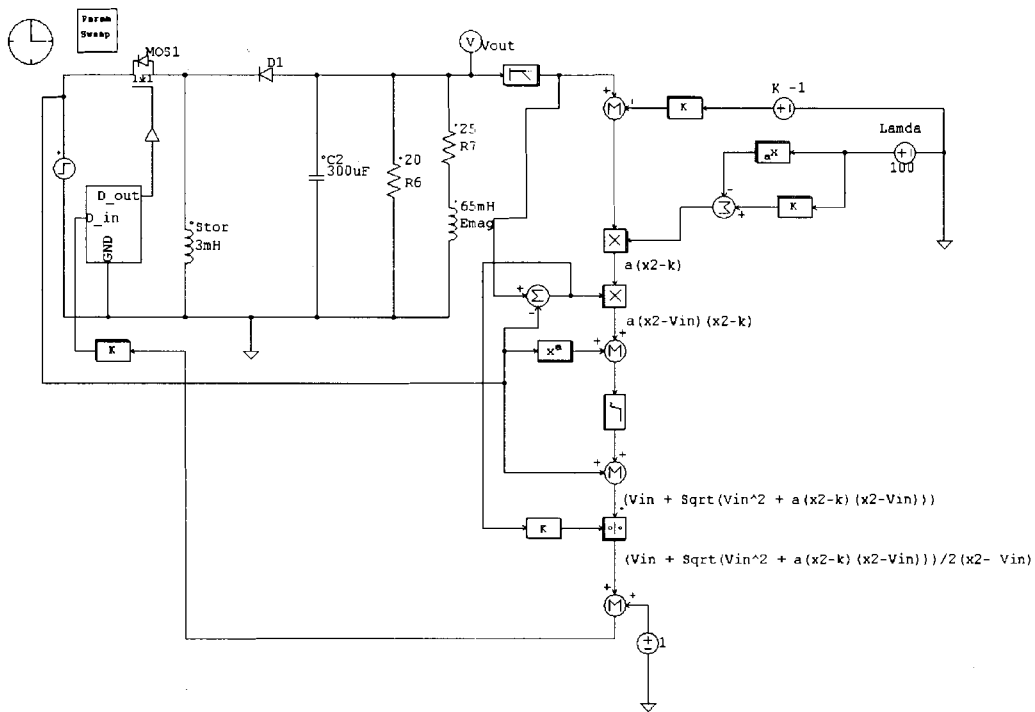 Param
Sweep
MOS1
D1
V
Vout
K -1
K
M
Lamda
a^x
100
25
R7
C2
300uF
20
R6
Σ
K
D_out
D_in
GND
Stor
3mH
65mH
Emag
a(x2-k)
Σ
a(x2-Vin)(x2-k)
K
x^a
M
M
(Vin + Sqrt(Vin^2 + a(x2-k)(x2-Vin)))
K
(Vin + Sqrt(Vin^2 + a(x2-k)(x2-Vin)))/2(x2- Vin)
M
1